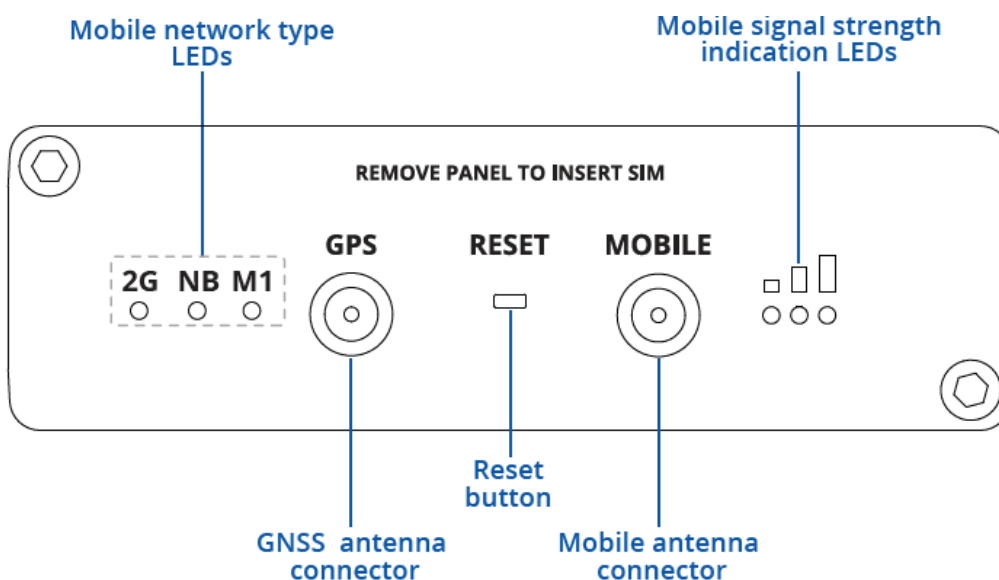 Mobile network type
LEDs
Mobile signal strength
indication LEDs
REMOVE PANEL TO INSERT SIM
GPS
RESET
MOBILE
2G NB M1
Reset
button
GNSS antenna
connector
Mobile antenna
connector